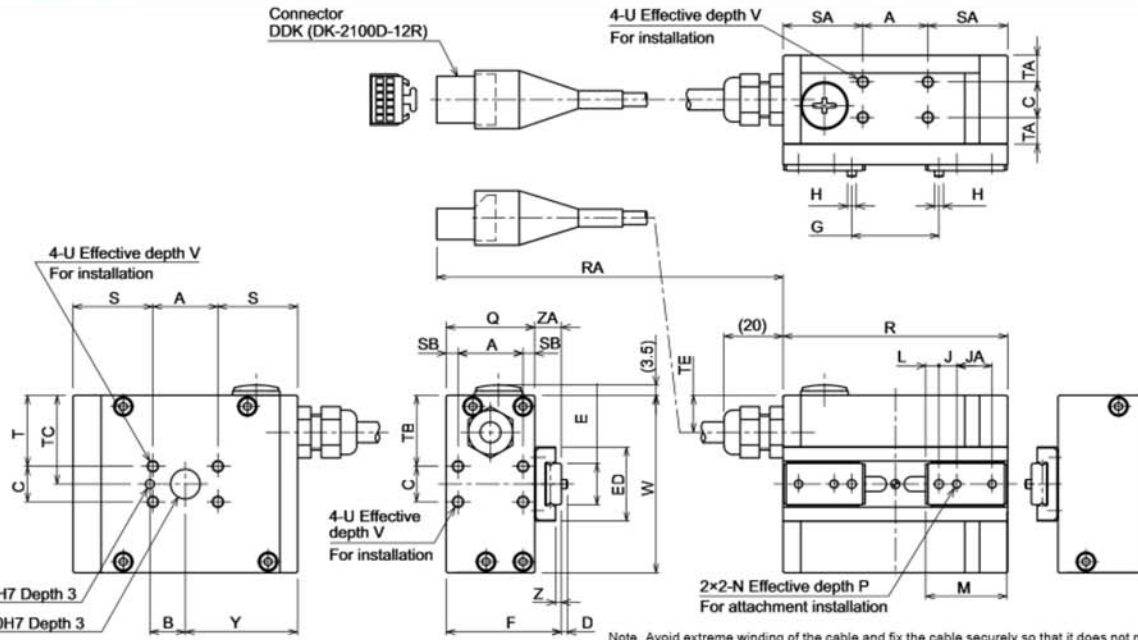 Connector
DDK (DK-2100D-12R)
4-U Effective depth V
For installation
SA
A
SA
TA
C
TA
H
H
G
RA
4-U Effective depth V
For installation
S
A
S
T
TC
C
H7 Depth 3
0H7 Depth 3
B
Y
Q
ZA
SB
A
SB
(3.5)
TB
C
E
ED
W
4-U Effective
depth V
For installation
Z
F
D
(20)
R
TE
L
J
JA
2×2-N Effective depth P
For attachment installation
M
Note. Avoid extreme winding of the cable and fix the cable securely so that it does not